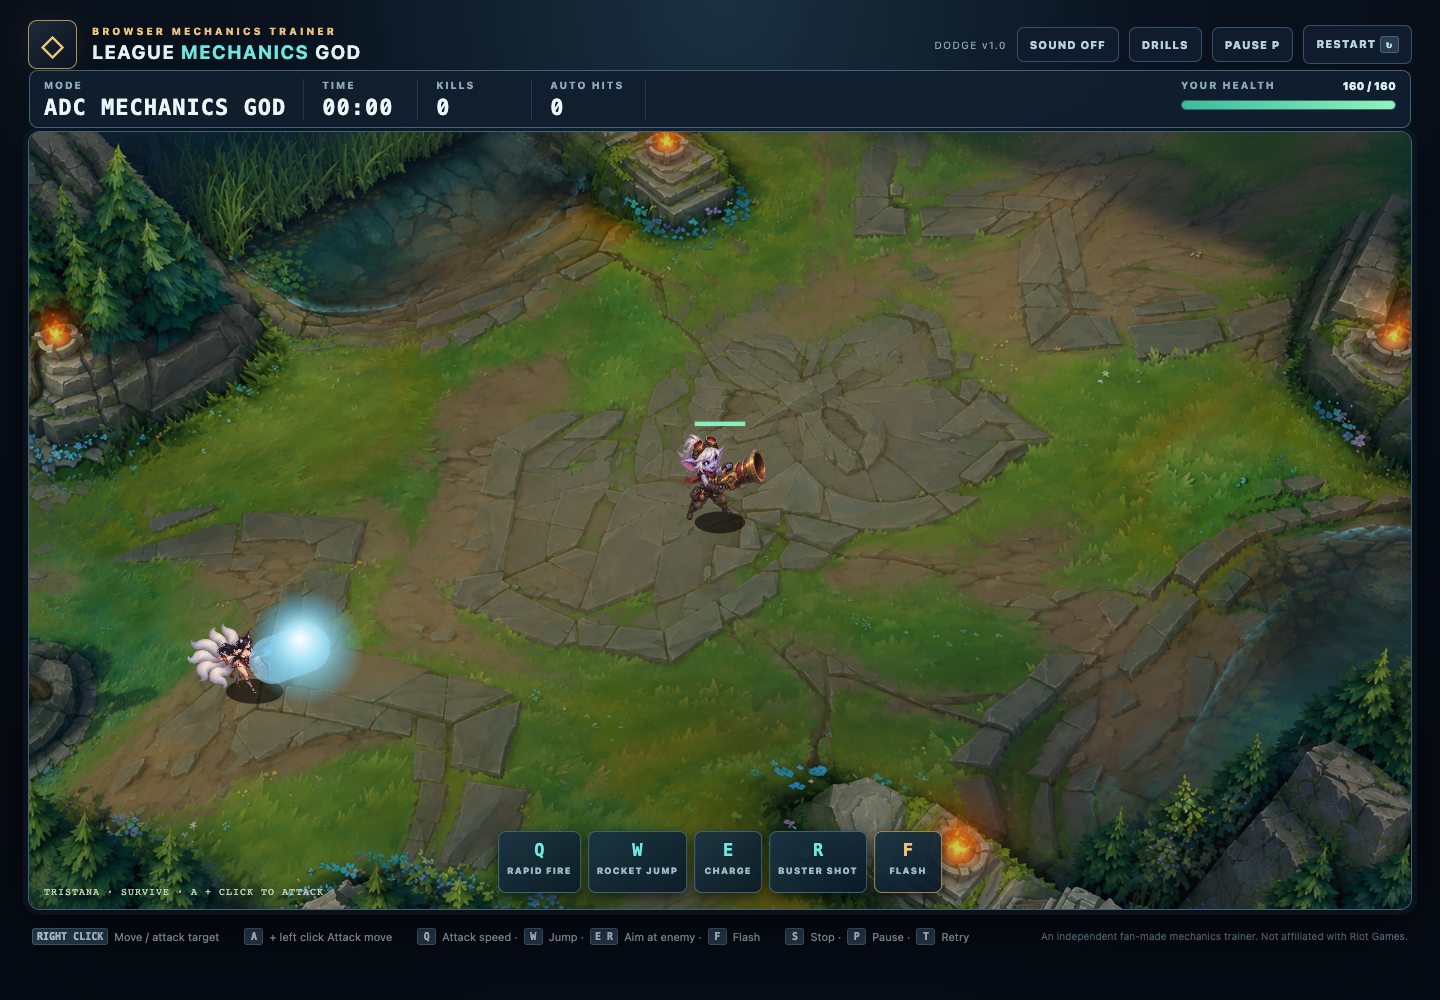 BROWSER MECHANICS TRAINER
LEAGUE MECHANICS GOD
DODGE v1.0
SOUND OFF
DRILLS
PAUSE P
RESTART ↻
MODE
ADC MECHANICS GOD
TIME
00:00
KILLS
0
AUTO HITS
0
YOUR HEALTH
160 / 160
Q
RAPID FIRE
W
ROCKET JUMP
E
CHARGE
R
BUSTER SHOT
F
FLASH
TRISTANA · SURVIVE · A + CLICK TO ATTACK
RIGHT CLICK Move / attack target
A + left click Attack move
Q Attack speed · W Jump · E R Aim at enemy · F Flash
S Stop · P Pause · T Retry
An independent fan-made mechanics trainer. Not affiliated with Riot Games.